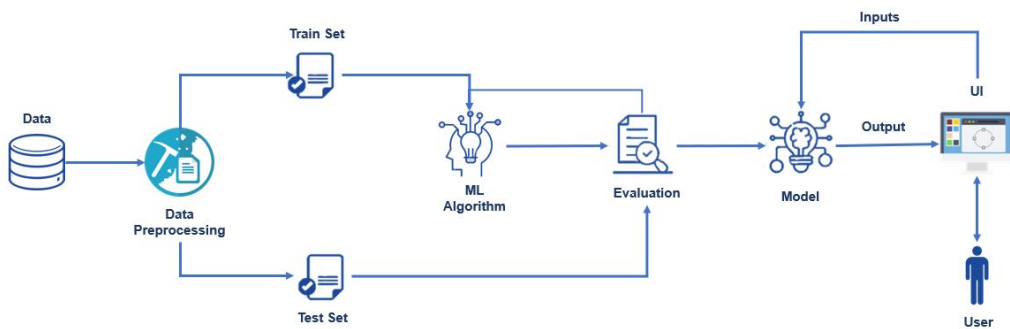 Inputs
Train Set
UI
Data
Output
ML
Algorithm
Evaluation
Model
Data
Preprocessing
Test Set
User